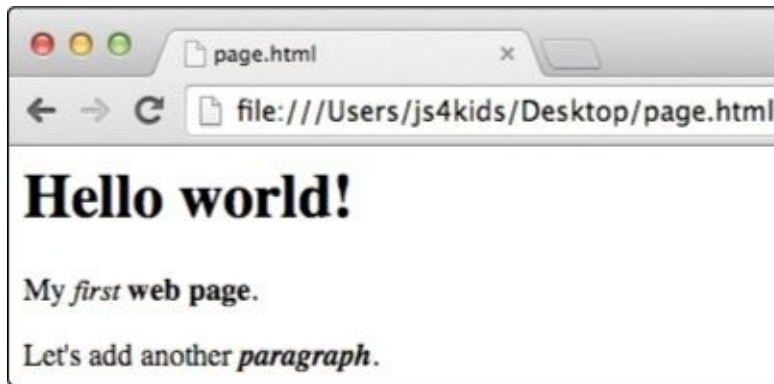 page.html
file:///Users/js4kids/Desktop/page.html
Hello world!
My first web page.
Let's add another paragraph.